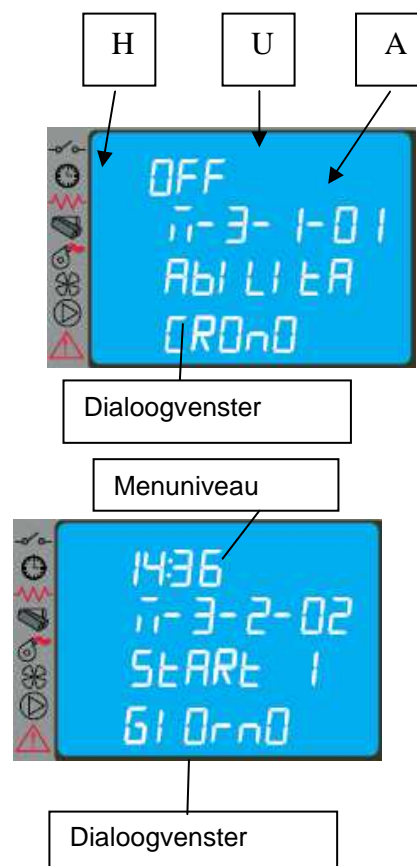 H U A
OFF
m-3-1-01
AbILItA
CROnO
Dialoogvenster
Menuniveau
14:36
m-3-2-02
StARt 1
GIOrnO
Dialoogvenster